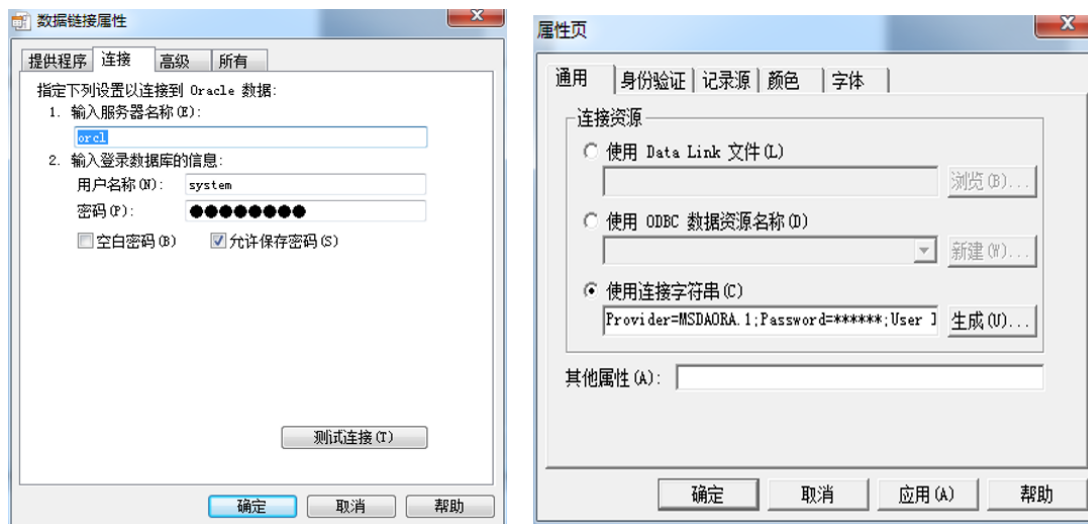 数据链接属性
提供程序 连接 高级 所有
指定下列设置以连接到 Oracle 数据:
1. 输入服务器名称(E):
orcl
2. 输入登录数据库的信息:
用户名称(N): system
密码(P): ●●●●●●●●
空白密码(B) 允许保存密码(S)
测试连接(T)
确定 取消 帮助
属性页
通用 身份验证 记录源 颜色 字体
连接资源
使用 Data Link 文件(L)
浏览(B)...
使用 ODBC 数据资源名称(D)
新建(W)...
使用连接字符串(C)
Provider=MSDAORA.1;Password=******;User I 生成(U)...
其他属性(A):
确定 取消 应用(A) 帮助